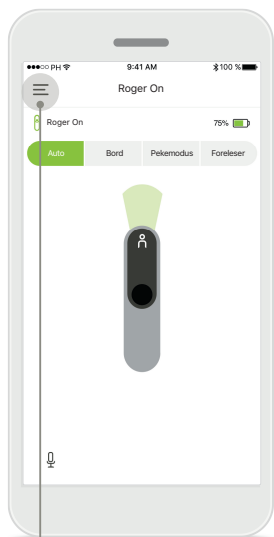 PH 9:41 AM 100 %
Roger On
Roger On 75%
Auto Bord Pekemodus Foreleser